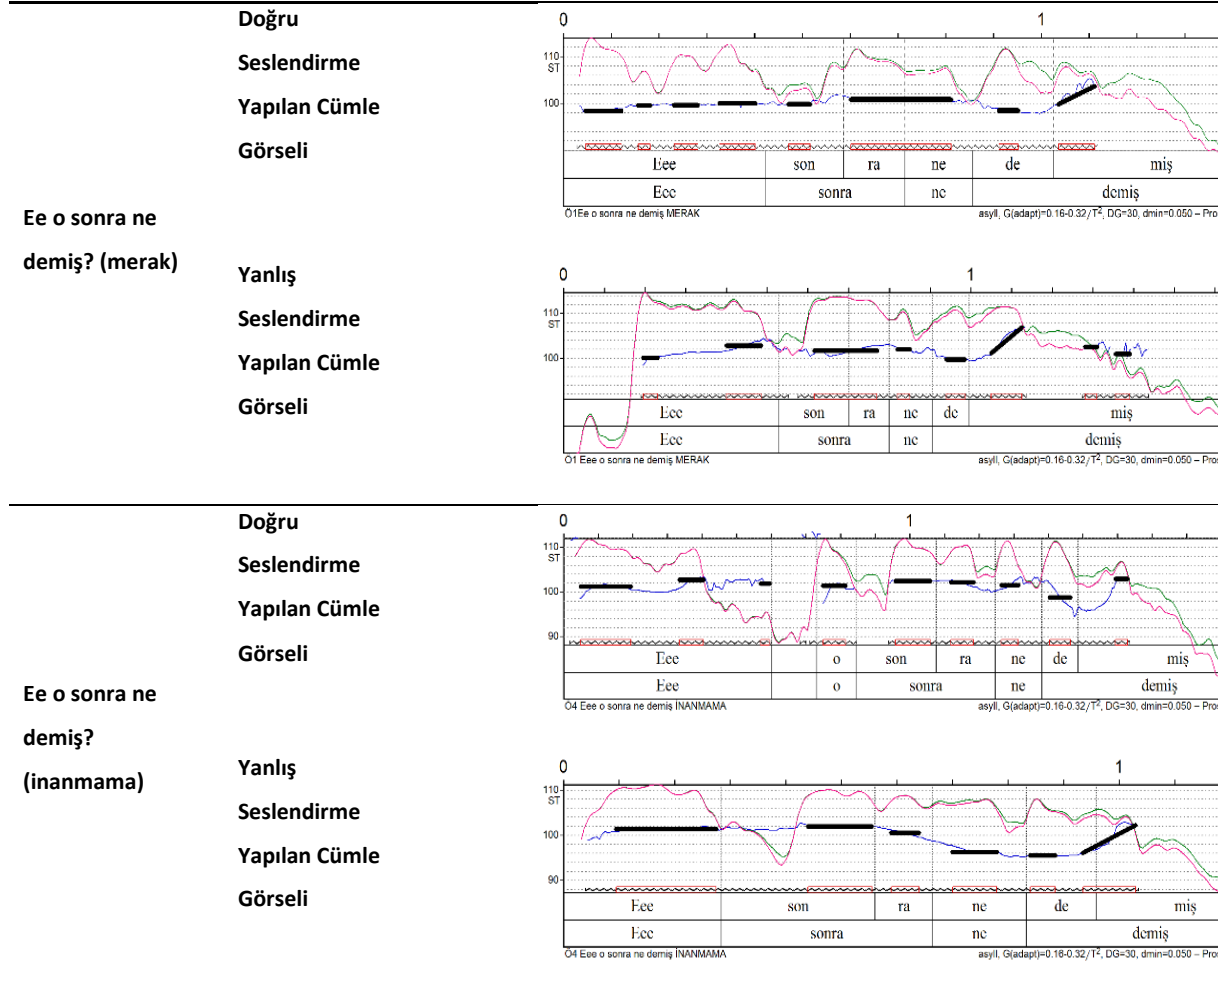 Doğru
Seslendirme
Yapılan Cümle
Görseli
Ee o sonra ne
demiş? (merak)
0 1
110
ST
100
Eee son ra ne de miş
Eee sonra ne demiş
Ö1Ee o sonra ne demiş MERAK asyll, G(adapt)=0.16-0.32/T², DG=30, dmin=0.050 – Pro
Yanlış
Seslendirme
Yapılan Cümle
Görseli
0 1
110
ST
100
Eee son ra ne de miş
Eee sonra ne demiş
Ö1 Eee o sonra ne demiş MERAK asyll, G(adapt)=0.16-0.32/T², DG=30, dmin=0.050 – Pros
Doğru
Seslendirme
Yapılan Cümle
Görseli
Ee o sonra ne
demiş?
(inanmama)
0 1
110
ST
100
90
Eee o son ra ne de miş
Eee o sonra ne demiş
Ö4 Eee o sonra ne demiş İNANMAMA asyll, G(adapt)=0.16-0.32/T², DG=30, dmin=0.050 – Pros
Yanlış
Seslendirme
Yapılan Cümle
Görseli
0 1
110
ST
100
90
Eee son ra ne de miş
Eee sonra ne demiş
Ö4 Eee o sonra ne demiş İNANMAMA asyll, G(adapt)=0.16-0.32/T², DG=30, dmin=0.050 – Pros